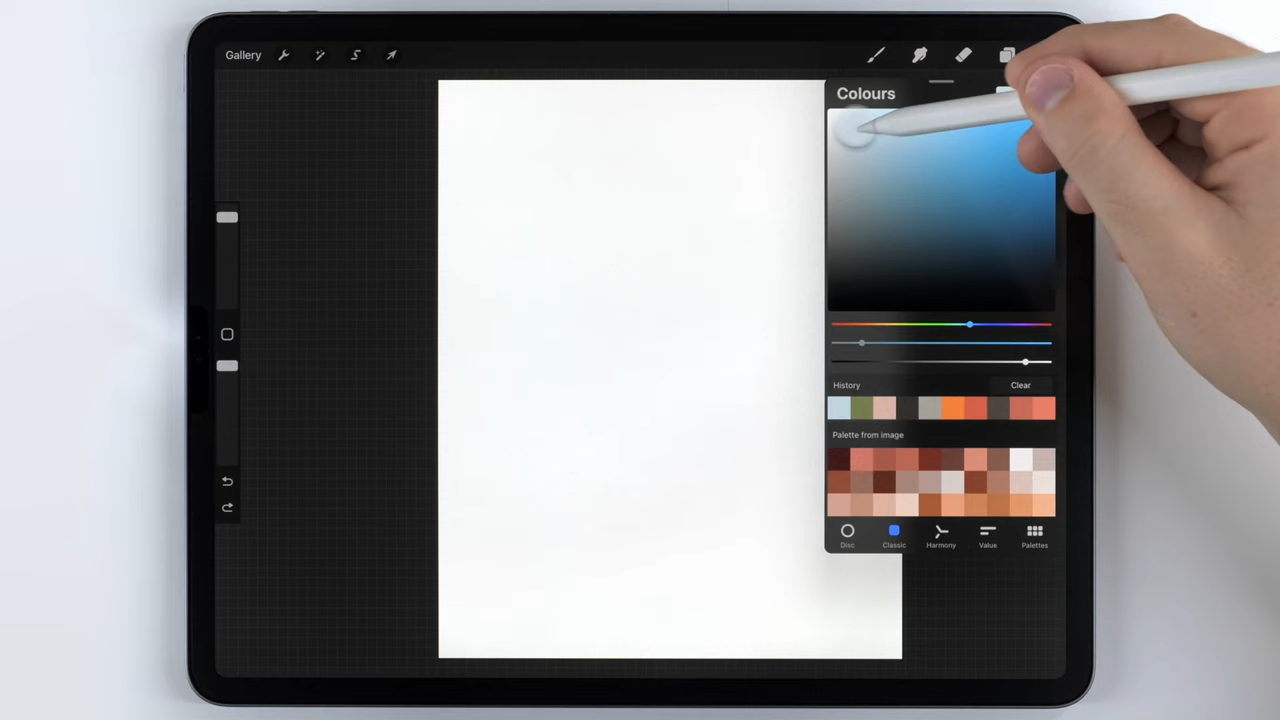 Gallery
Colours
History
Clear
Palette from image
Disc
Classic
Harmony
Value
Palettes